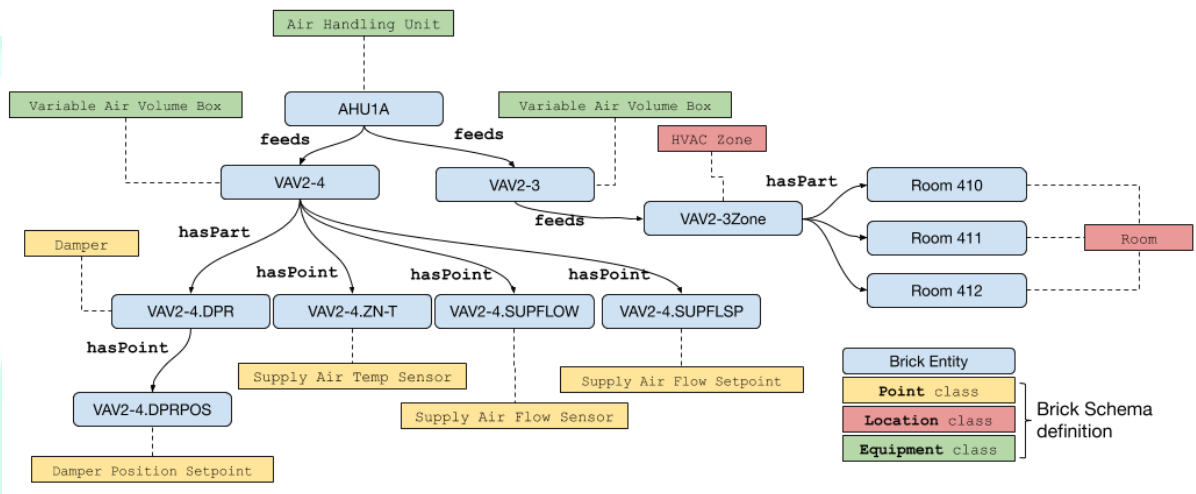 Air Handling Unit
Variable Air Volume Box
AHU1A
Variable Air Volume Box
feeds
feeds
HVAC Zone
VAV2-4
VAV2-3
hasPart
Room 410
feeds
VAV2-3Zone
Room 411
Room
Room 412
hasPart
Damper
hasPoint
hasPoint
hasPoint
VAV2-4.DPR
VAV2-4.ZN-T
VAV2-4.SUPFLOW
VAV2-4.SUPFLSP
hasPoint
Supply Air Temp Sensor
Supply Air Flow Setpoint
VAV2-4.DPRPOS
Supply Air Flow Sensor
Damper Position Setpoint
Brick Entity
Point class
Location class
Equipment class
Brick Schema
definition